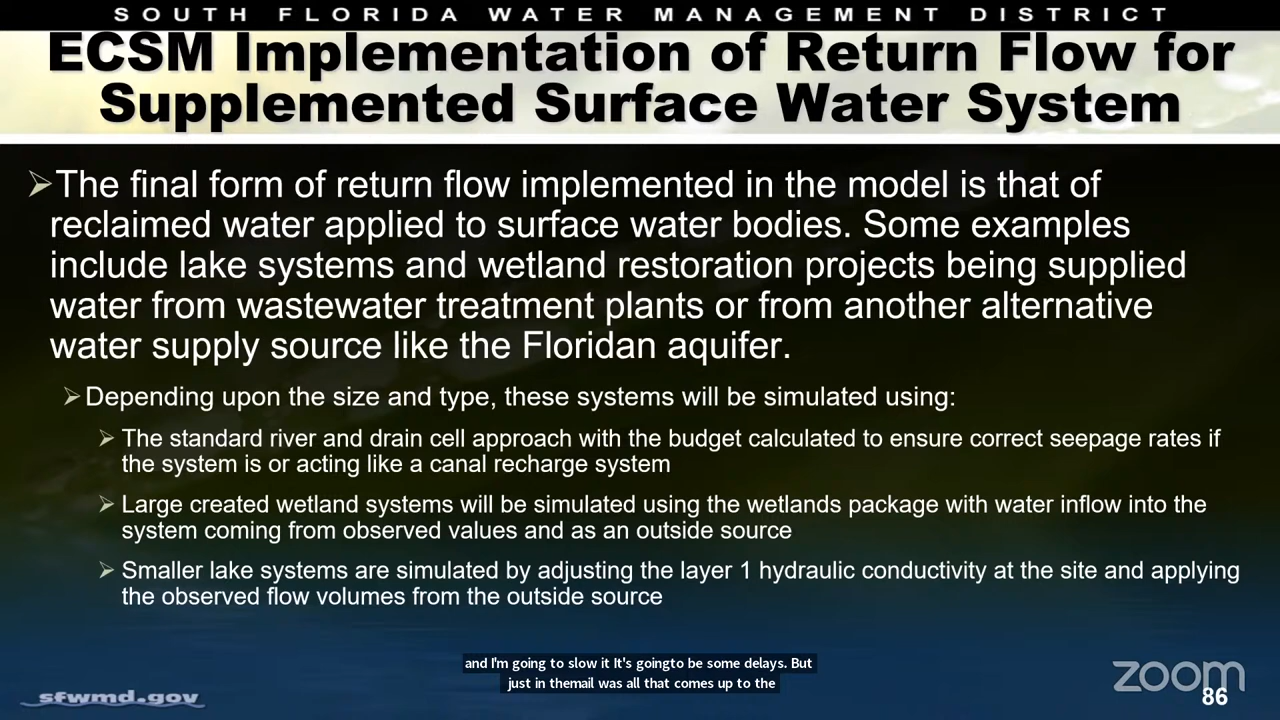 SOUTH FLORIDA WATER MANAGEMENT DISTRICT
ECSM Implementation of Return Flow for
Supplemented Surface Water System
The final form of return flow implemented in the model is that of
reclaimed water applied to surface water bodies. Some examples
include lake systems and wetland restoration projects being supplied
water from wastewater treatment plants or from another alternative
water supply source like the Floridan aquifer.
Depending upon the size and type, these systems will be simulated using:
The standard river and drain cell approach with the budget calculated to ensure correct seepage rates if
the system is or acting like a canal recharge system
Large created wetland systems will be simulated using the wetlands package with water inflow into the
system coming from observed values and as an outside source
Smaller lake systems are simulated by adjusting the layer 1 hydraulic conductivity at the site and applying
the observed flow volumes from the outside source
and I'm going to slow it It's goingto be some delays. But
just in themail was all that comes up to the
sfwmd.gov
zoom
86